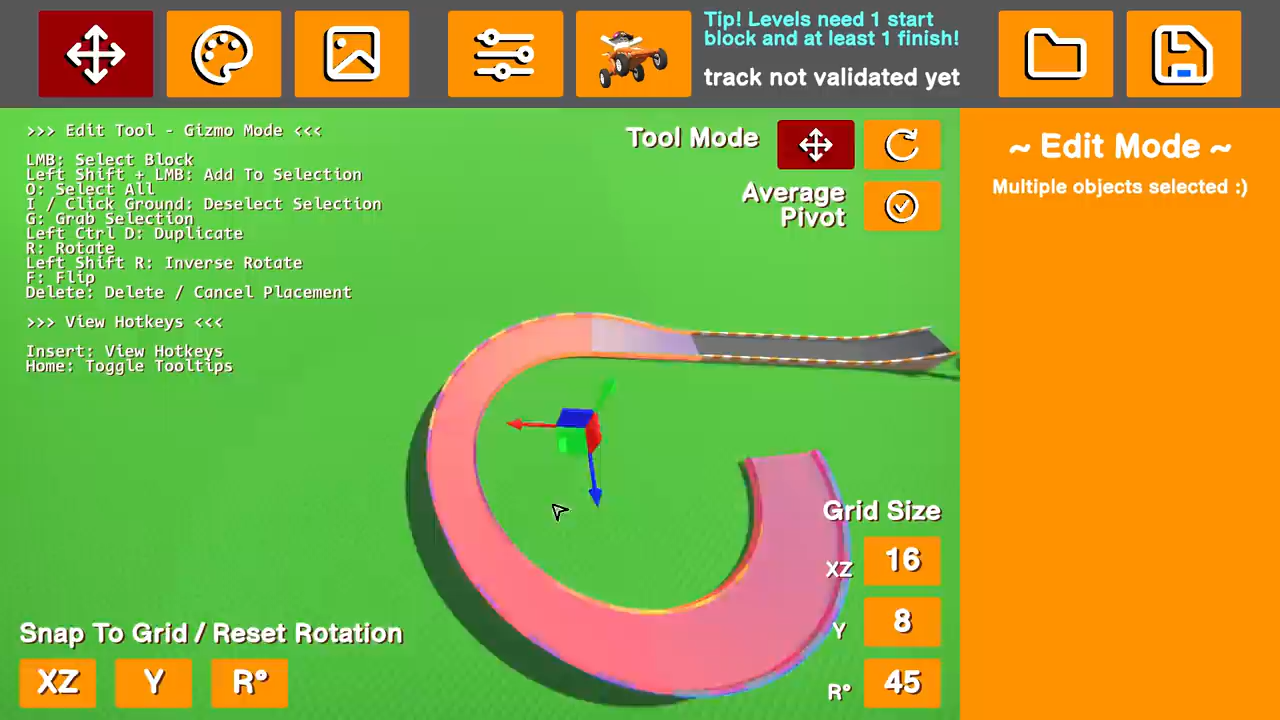 Tip! Levels need 1 start
block and at least 1 finish!
track not validated yet
>>> Edit Tool - Gizmo Mode <<<
LMB: Select Block
Left Shift + LMB: Add To Selection
O: Select All
I / Click Ground: Deselect Selection
G: Grab Selection
Left Ctrl D: Duplicate
R: Rotate
Left Shift R: Inverse Rotate
F: Flip
Delete: Delete / Cancel Placement
>>> View Hotkeys <<<
Insert: View Hotkeys
Home: Toggle Tooltips
Tool Mode
Average
Pivot
~ Edit Mode ~
Multiple objects selected :)
Grid Size
XZ 16
Y 8
R° 45
Snap To Grid / Reset Rotation
XZ Y R°